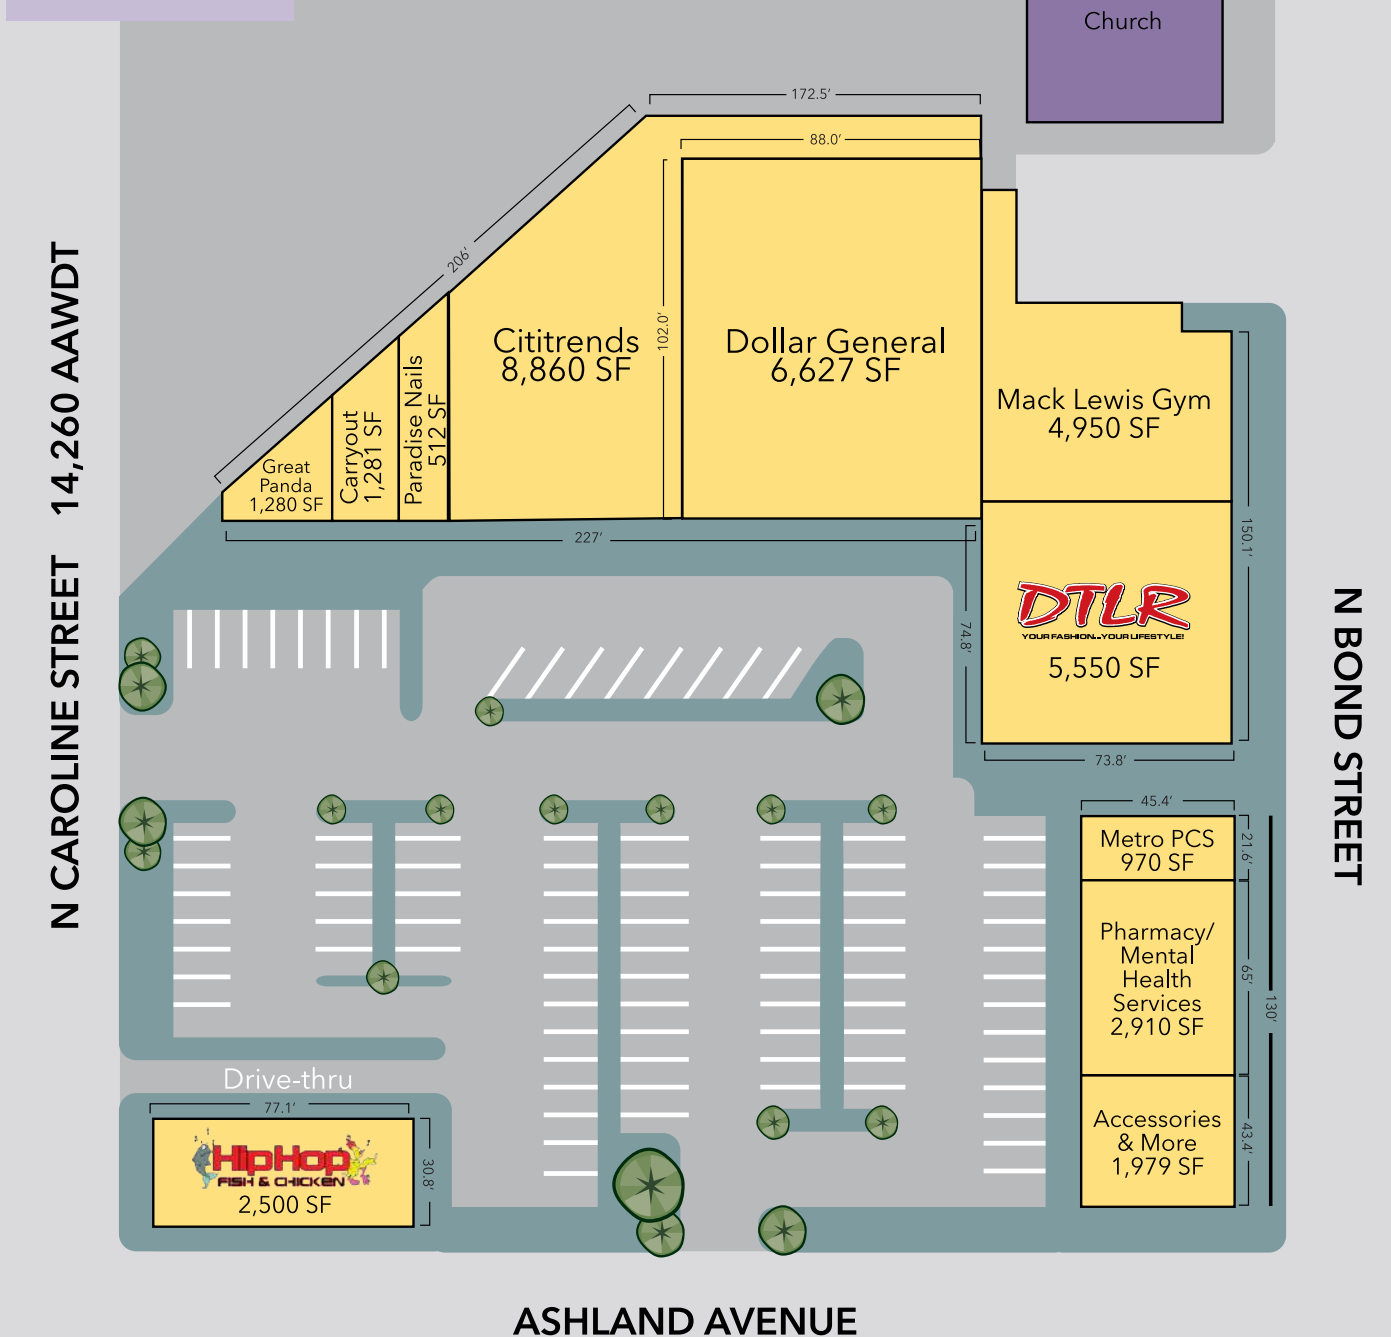 Church
172.5'
88.0'
206'
102.0'
Cititrends
8,860 SF
Dollar General
6,627 SF
Mack Lewis Gym
4,950 SF
Great
Panda
1,280 SF
Carryout
1,281 SF
Paradise Nails
512 SF
227'
150.1'
74.8'
DTLR
YOUR FASHION...YOUR LIFESTYLE!
5,550 SF
73.8'
N CAROLINE STREET 14,260 AAWDT
N BOND STREET
45.4'
Metro PCS
970 SF
21.6'
Pharmacy/
Mental
Health
Services
2,910 SF
65'
130'
Accessories
& More
1,979 SF
43.4'
Drive-thru
77.1'
HipHop
FISH & CHICKEN
2,500 SF
30.8'
ASHLAND AVENUE